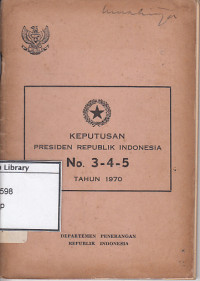 KEPUTUSAN
PRESIDEN REPUBLIK INDONESIA
No. 3-4-5
TAHUN 1970
Library
598
p
DEPARTEMEN PENERANGAN
REPUBLIK INDONESIA